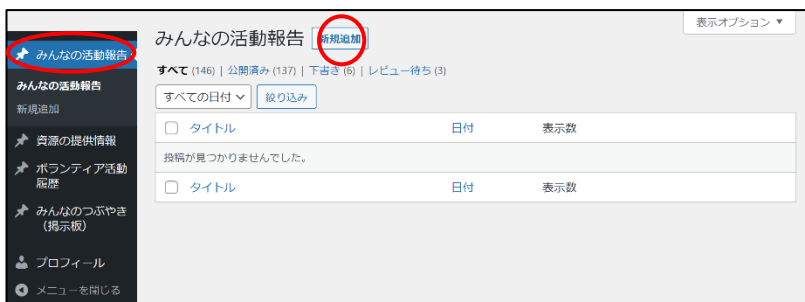 表示オプション ▼
みんなの活動報告 新規追加
すべて (146) | 公開済み (137) | 下書き (6) | レビュー待ち (3)
すべての日付 絞り込み
タイトル 日付 表示数
投稿が見つかりませんでした。
タイトル 日付 表示数
みんなの活動報告
みんなの活動報告
新規追加
資源の提供情報
ボランティア活動
履歴
みんなのつぶやき
（掲示板）
プロフィール
メニューを閉じる